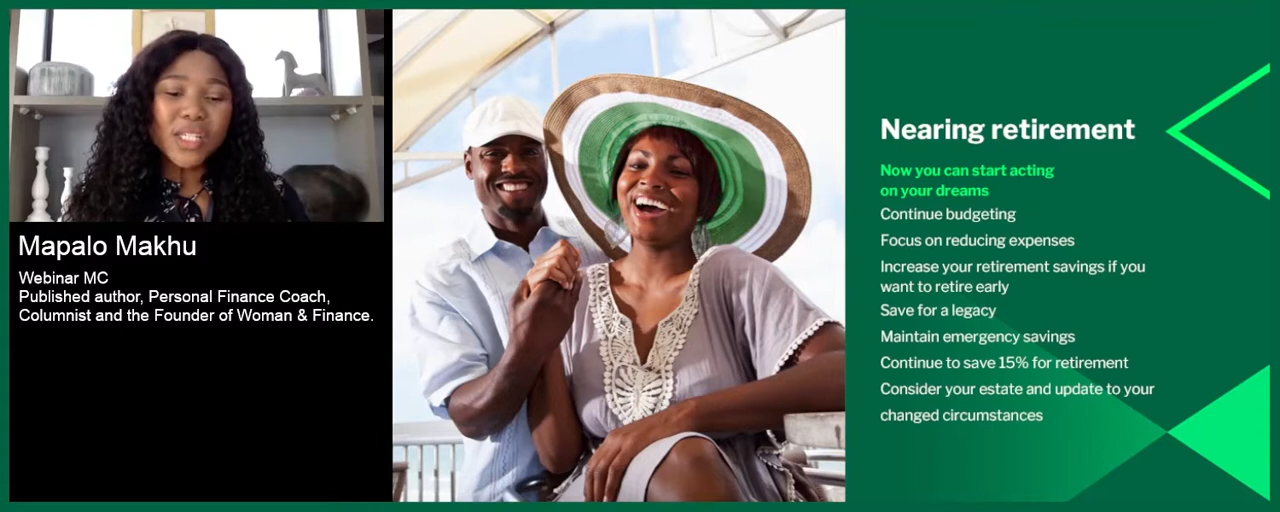 Mapalo Makhu
Webinar MC
Published author, Personal Finance Coach,
Columnist and the Founder of Woman & Finance.
Nearing retirement
Now you can start acting
on your dreams
Continue budgeting
Focus on reducing expenses
Increase your retirement savings if you
want to retire early
Save for a legacy
Maintain emergency savings
Continue to save 15% for retirement
Consider your estate and update to your
changed circumstances